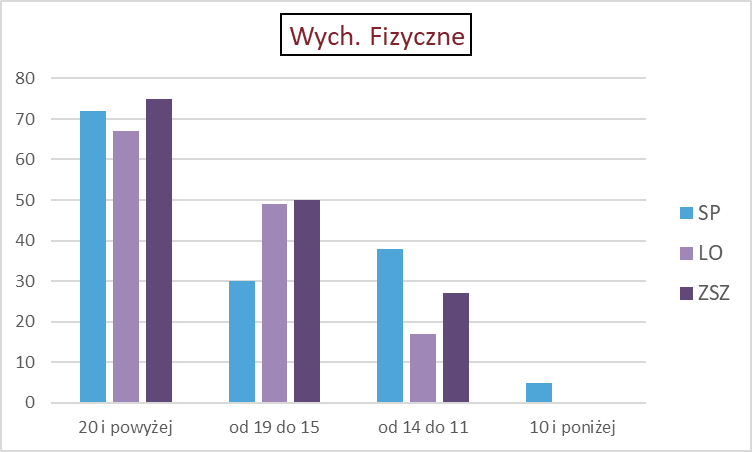 Wych. Fizyczne
80
70
60
50
40
30
20
10
0
20 i powyżej
od 19 do 15
od 14 do 11
10 i poniżej
SP
LO
ZSZ